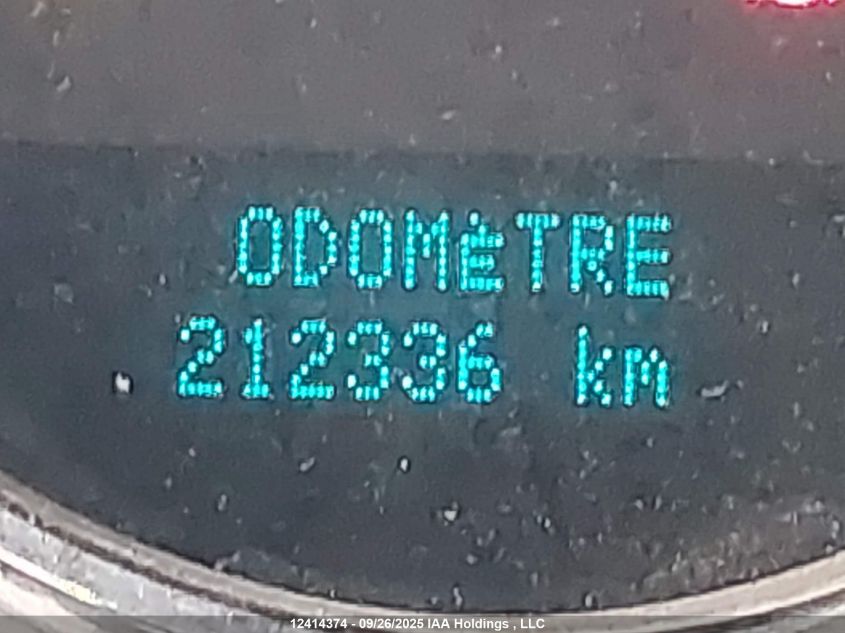 ODOMèTRE
212336 km
12414374 - 09/26/2025 IAA Holdings , LLC